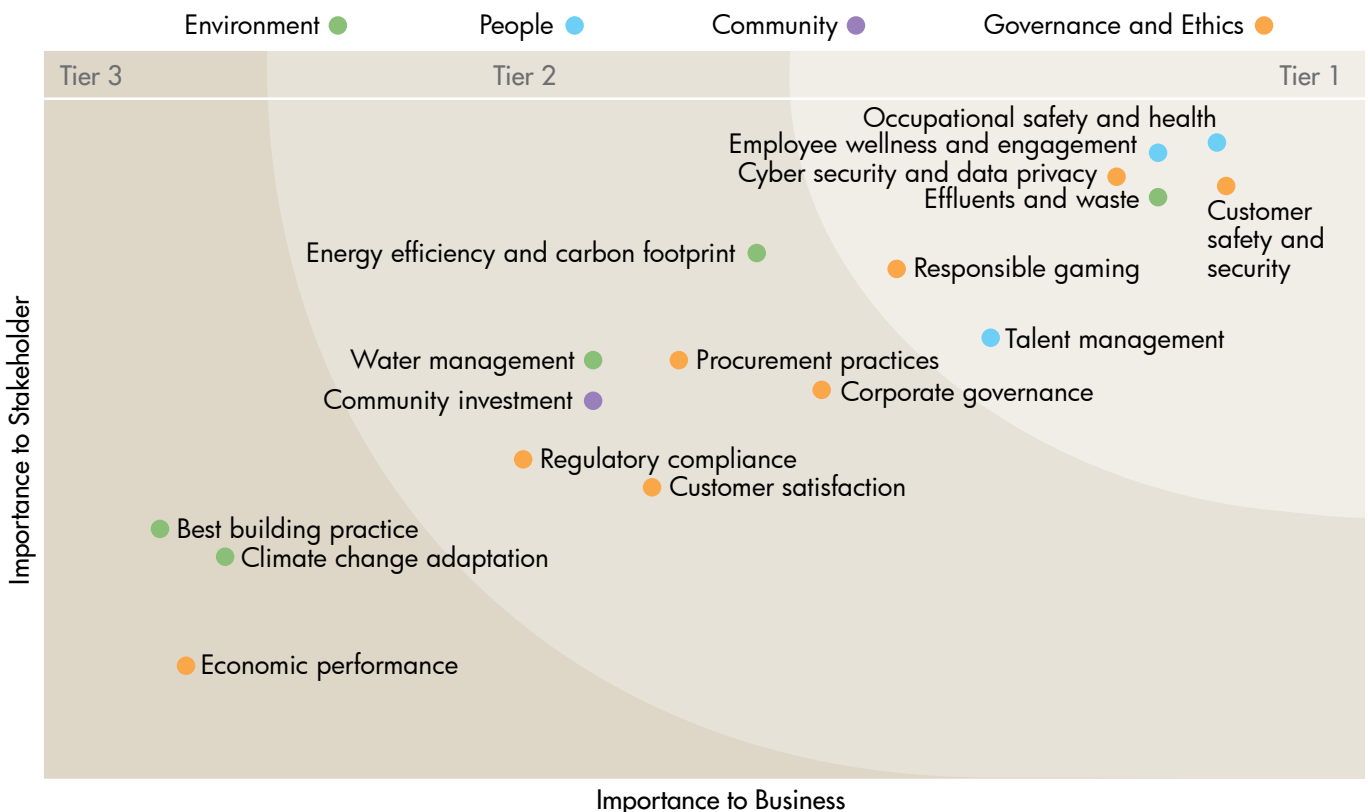 Environment
People
Community
Governance and Ethics
Tier 3
Tier 2
Tier 1
Occupational safety and health
Employee wellness and engagement
Cyber security and data privacy
Effluents and waste
Customer
safety and
security
Energy efficiency and carbon footprint
Responsible gaming
Talent management
Water management
Procurement practices
Community investment
Corporate governance
Regulatory compliance
Customer satisfaction
Best building practice
Climate change adaptation
Economic performance
Importance to Stakeholder
Importance to Business